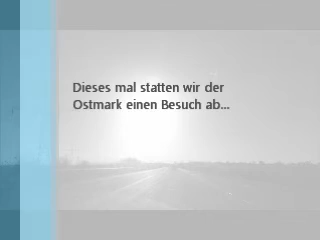 Dieses mal statten wir der
Ostmark einen Besuch ab...